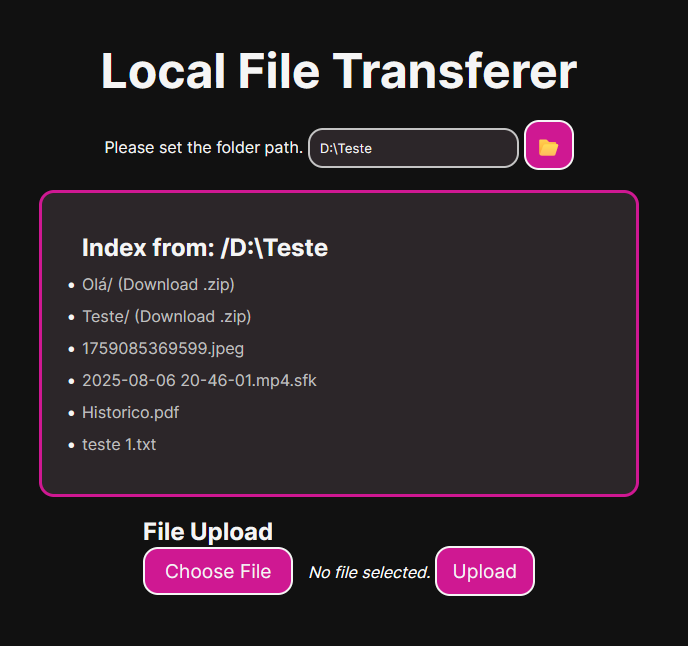 Local File Transferer
Please set the folder path. D:\Teste
Index from: /D:\Teste
Olá/ (Download .zip)
Teste/ (Download .zip)
1759085369599.jpeg
2025-08-06 20-46-01.mp4.sfk
Historico.pdf
teste 1.txt
File Upload
Choose File No file selected. Upload